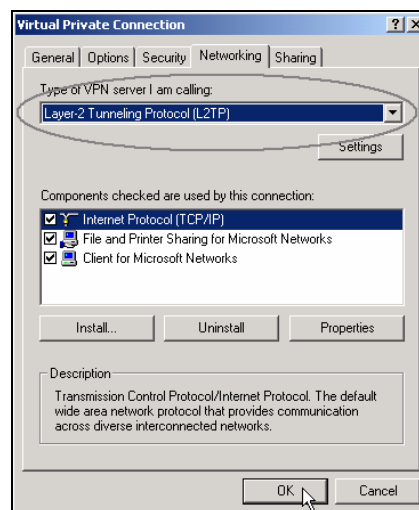 Virtual Private Connection
General
Options
Security
Networking
Sharing
Type of VPN server I am calling:
Layer-2 Tunneling Protocol (L2TP)
Settings
Components checked are used by this connection:
Internet Protocol (TCP/IP)
File and Printer Sharing for Microsoft Networks
Client for Microsoft Networks
Install...
Uninstall
Properties
Description
Transmission Control Protocol/Internet Protocol. The default
wide area network protocol that provides communication
across diverse interconnected networks.
OK
Cancel